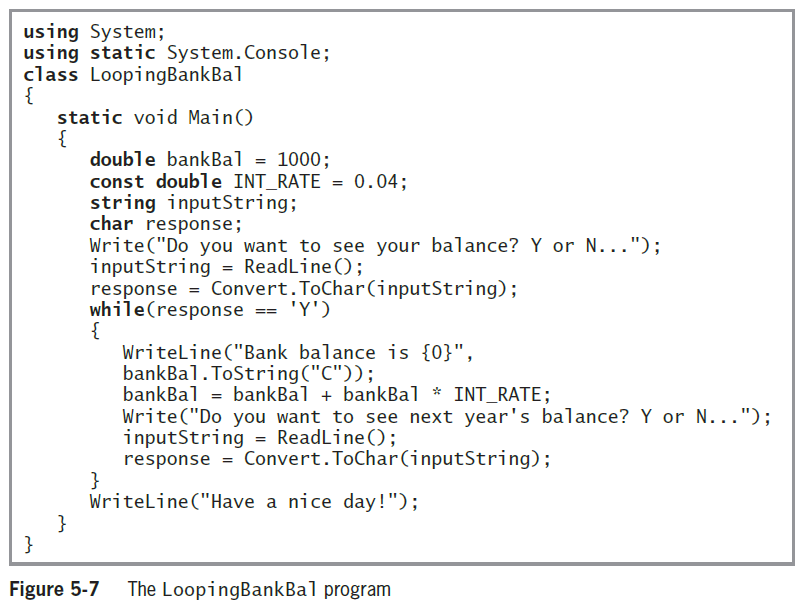 using System;
using static System.Console;
class LoopingBankBal
{
   static void Main()
   {
      double bankBal = 1000;
      const double INT_RATE = 0.04;
      string inputString;
      char response;
      Write("Do you want to see your balance? Y or N...");
      inputString = ReadLine();
      response = Convert.ToChar(inputString);
      while(response == 'Y')
      {
         WriteLine("Bank balance is {0}",
         bankBal.ToString("C"));
         bankBal = bankBal + bankBal * INT_RATE;
         Write("Do you want to see next year's balance? Y or N...");
         inputString = ReadLine();
         response = Convert.ToChar(inputString);
      }
      WriteLine("Have a nice day!");
   }
}
Figure 5-7 The LoopingBankBal program